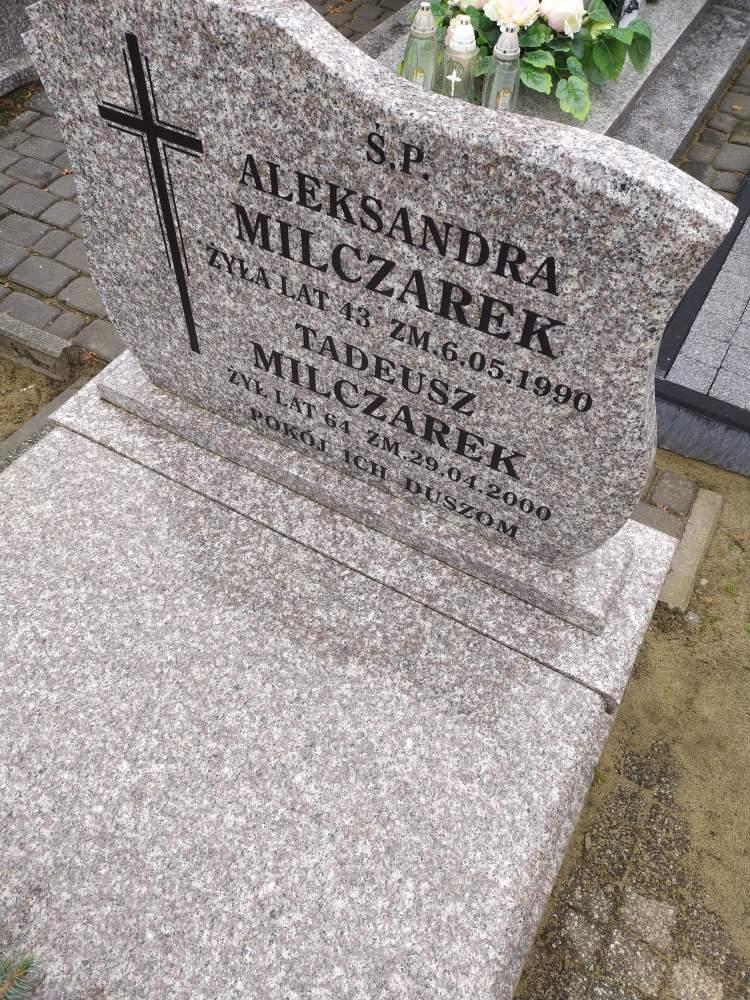 Ś.P.
ALEKSANDRA
MILCZAREK
ŻYŁA LAT 43 ZM.6.05.1990
TADEUSZ
MILCZAREK
ŻYŁ LAT 64 ZM.29.04.2000
POKÓJ ICH DUSZOM